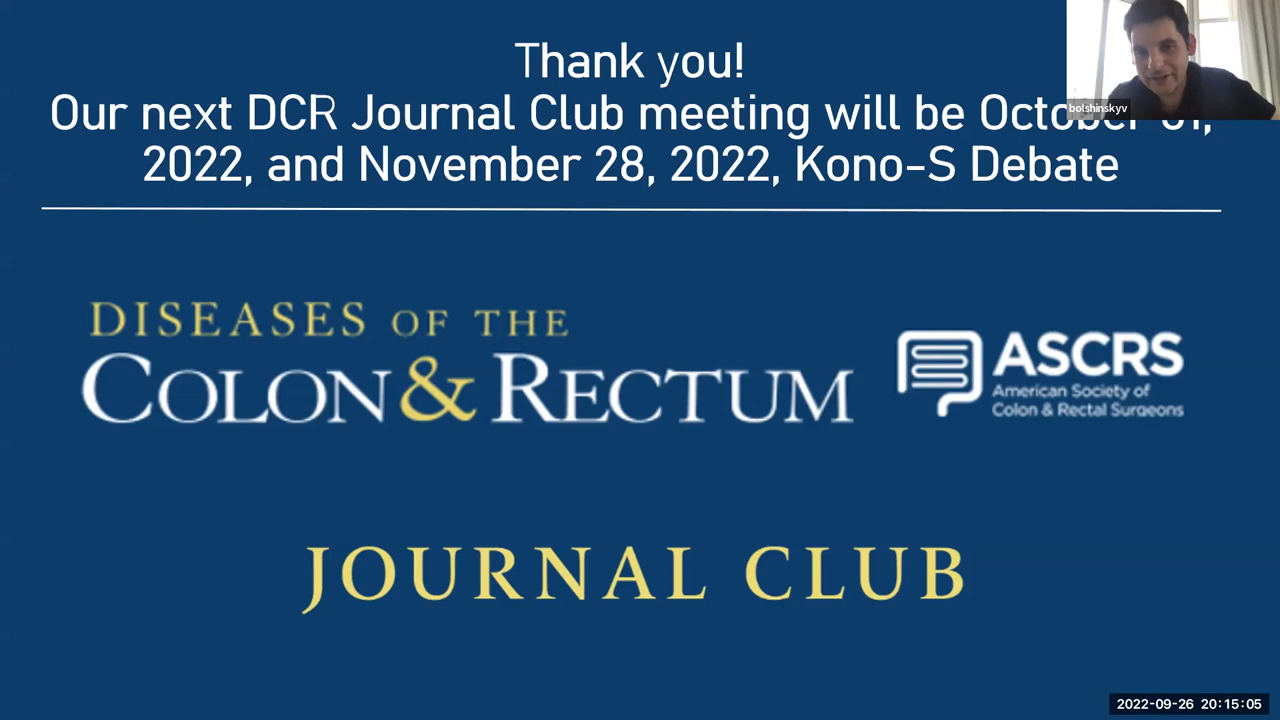 Thank you!
bolshinskyv
Our next DCR Journal Club meeting will be October
2022, and November 28, 2022, Kono-S Debate
DISEASES OF THE
COLON & RECTUM
ASCRS
American Society of
Colon & Rectal Surgeons
JOURNAL CLUB
2022-09-26 20:15:05